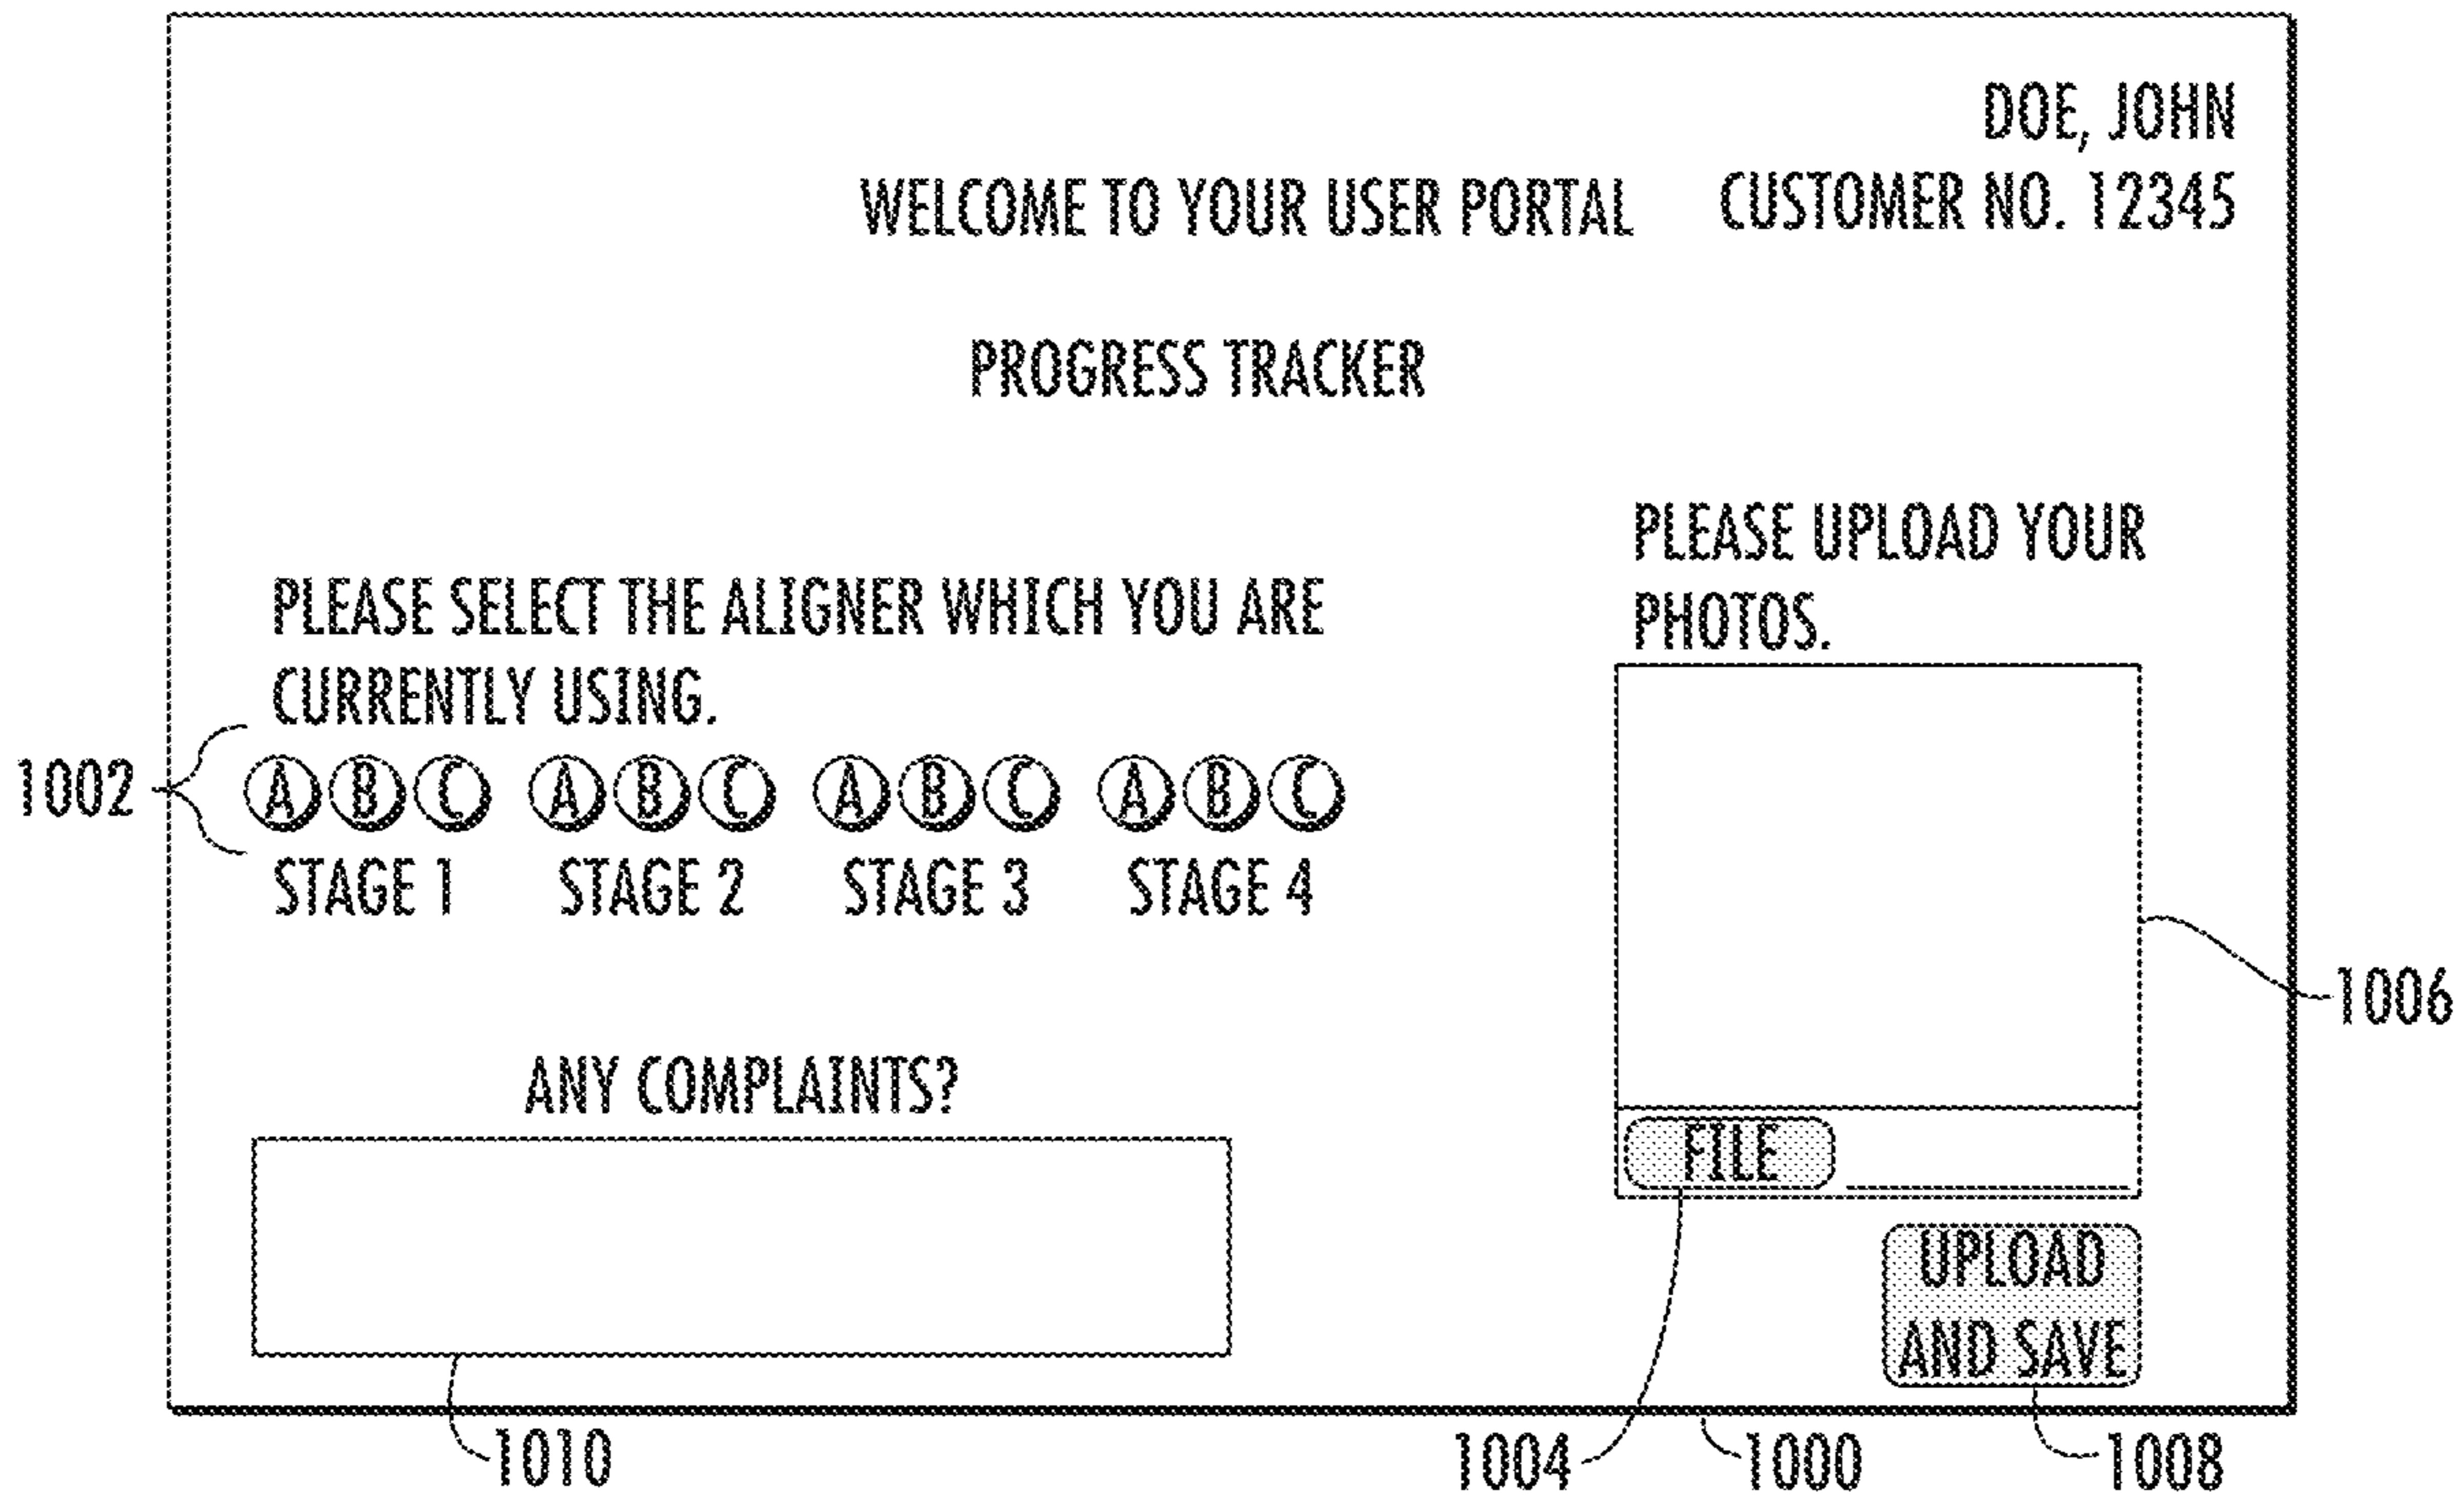 DOE, JOHN
WELCOME TO YOUR USER PORTAL
CUSTOMER NO. 12345
PROGRESS TRACKER
PLEASE SELECT THE ALIGNER WHICH YOU ARE
CURRENTLY USING.
1002
A B C A B C A B C A B C
STAGE 1 STAGE 2 STAGE 3 STAGE 4
PLEASE UPLOAD YOUR
PHOTOS.
1006
FILE
ANY COMPLAINTS?
UPLOAD
AND SAVE
1010
1004
1000
1008